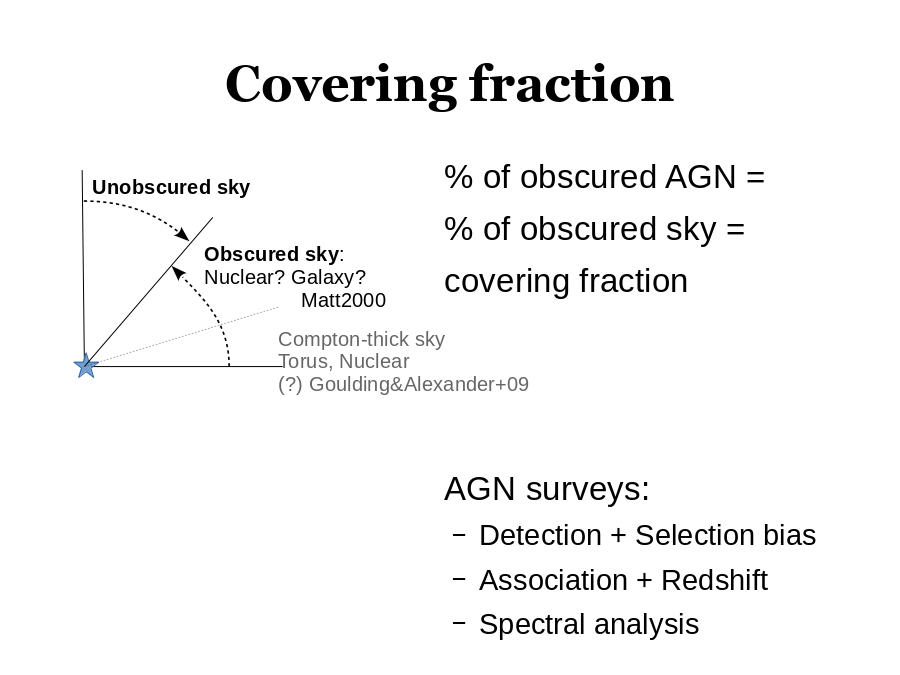 Covering fraction
Unobscured sky
Obscured sky:
Nuclear? Galaxy?
Matt2000
Compton-thick sky
Torus, Nuclear
(?) Goulding&Alexander+09
% of obscured AGN =
% of obscured sky =
covering fraction
AGN surveys:
– Detection + Selection bias
– Association + Redshift
– Spectral analysis